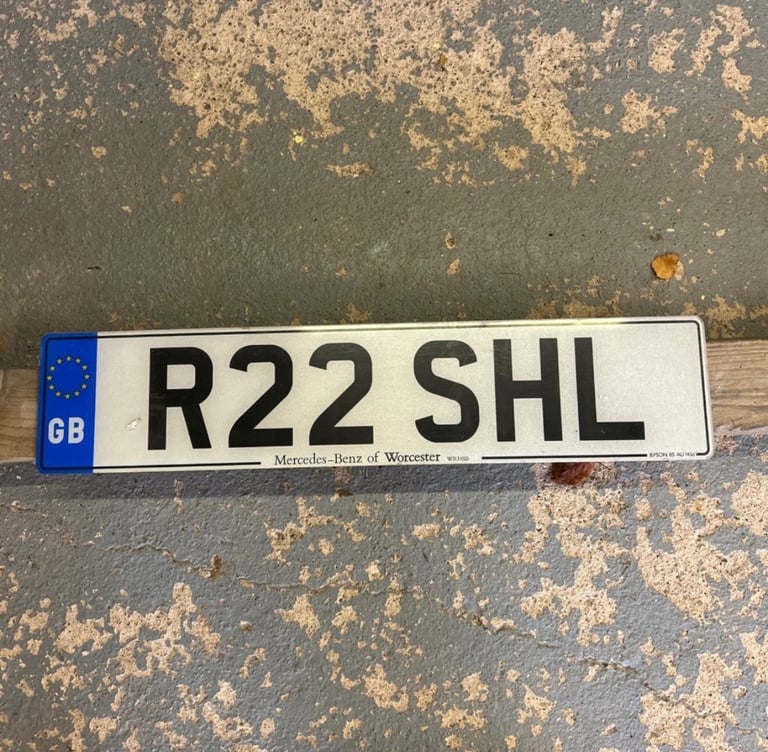 GB
R22 SHL
Mercedes-Benz of Worcester